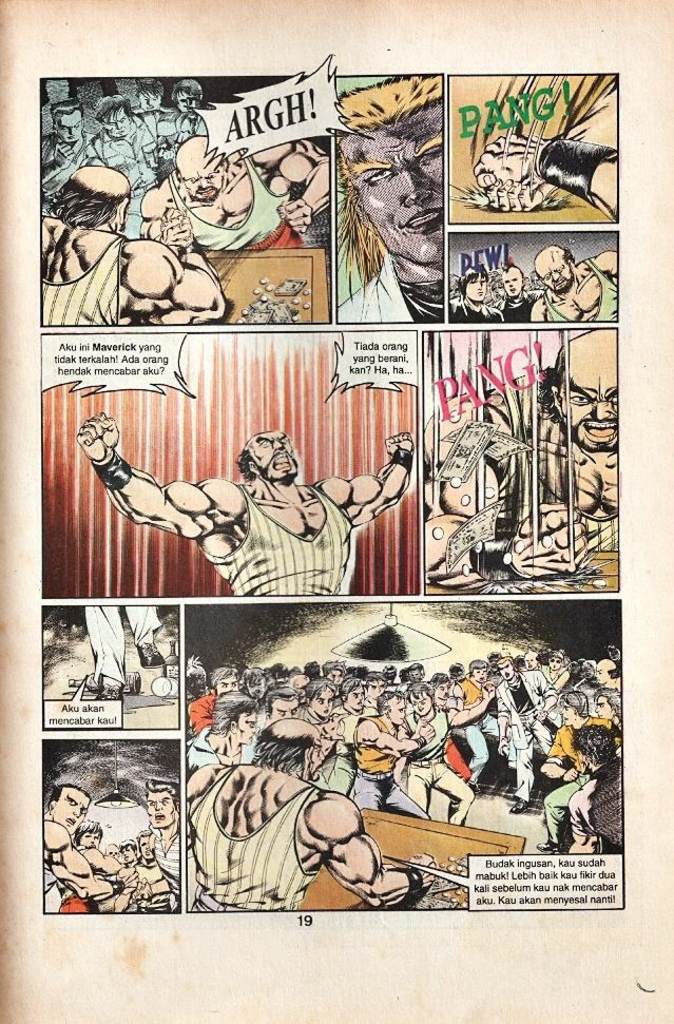 ARGH!
PANG!
PEW!
Aku ini Maverick yang
tidak terkalah! Ada orang
hendak mencabar aku?
Tiada orang
yang berani,
kan? Ha, ha...
PANG!
Aku akan
mencabar kau!
Budak ingusan, kau sudah
mabuk! Lebih baik kau fikir dua
kali sebelum kau nak mencabar
aku. Kau akan menyesal nanti!
19